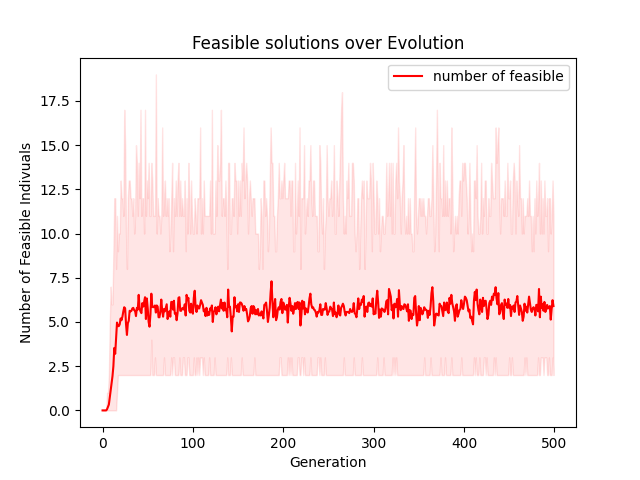 Feasible solutions over Evolution
number of feasible
Number of Feasible Indivuals
17.5
15.0
12.5
10.0
7.5
5.0
2.5
0.0
0 100 200 300 400 500
Generation